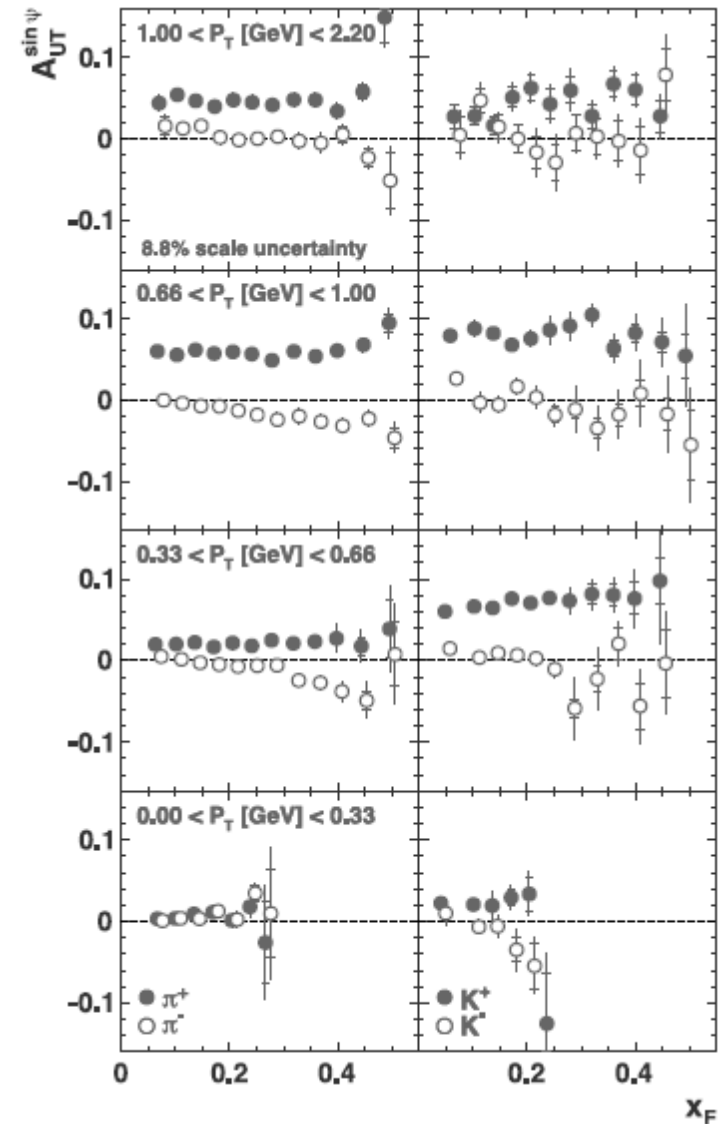 A_UT^sin ψ
1.00 < P_T [GeV] < 2.20
0.1
0
-0.1
8.8% scale uncertainty
0.66 < P_T [GeV] < 1.00
0.1
0
-0.1
0.33 < P_T [GeV] < 0.66
0.1
0
-0.1
0.00 < P_T [GeV] < 0.33
0.1
0
-0.1
π⁺ K⁺
π⁻ K⁻
0 0.2 0.4 0.2 0.4
x_F